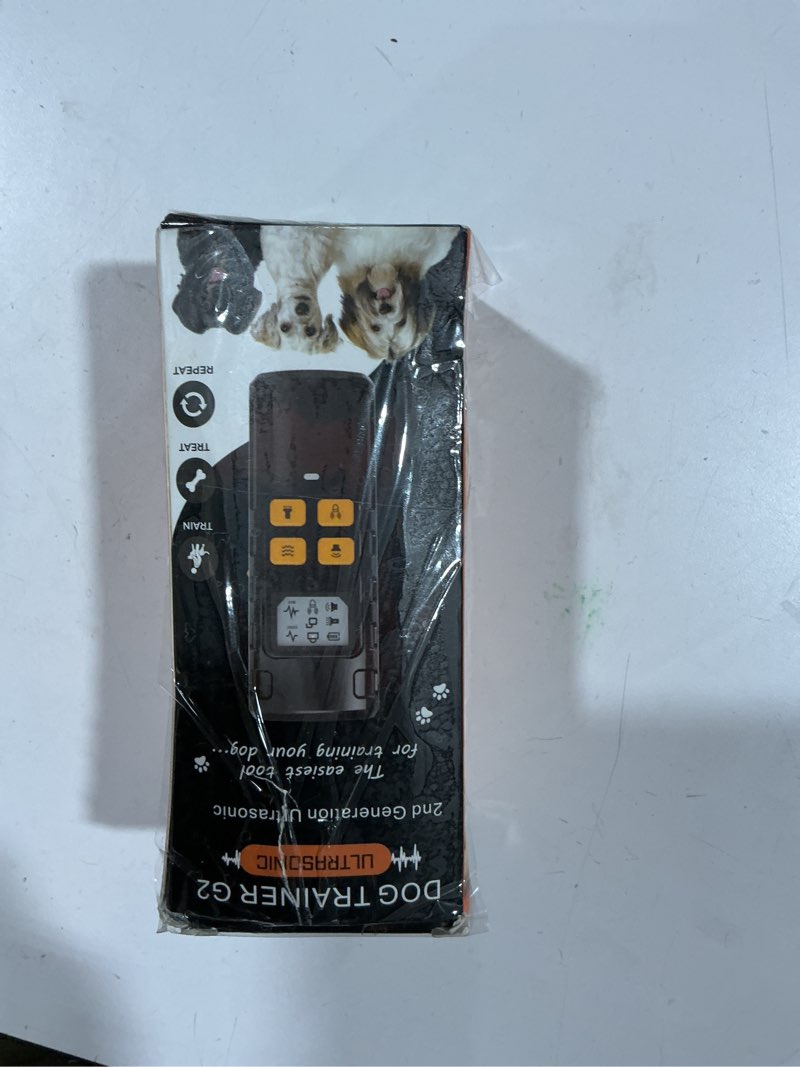 DOG TRAINER G2
ULTRASONIC
2nd Generation Ultrasonic
The easiest tool
for training your dog...
TRAIN
TREAT
REPEAT